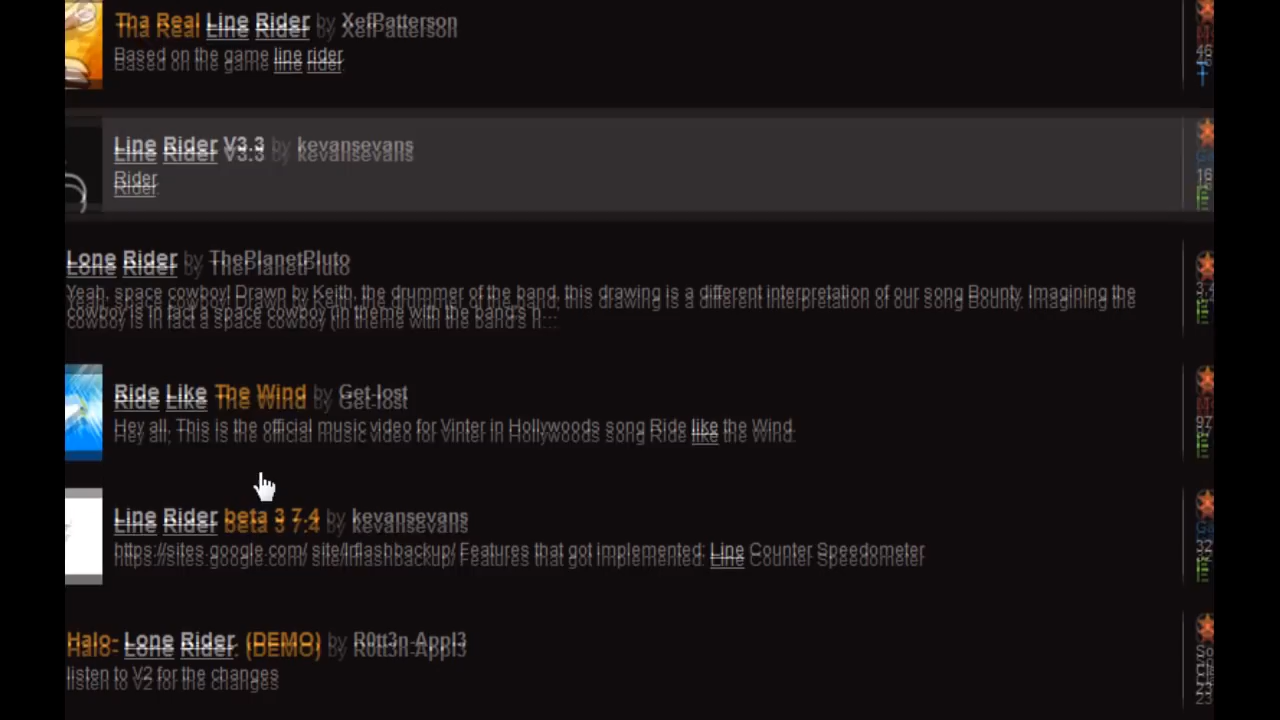 Tha Real Line Rider by XefPatterson
Based on the game line rider.
Line Rider V3.3 by kevansevans
Rider.
Lone Rider by ThePlanetPluto
Yeah, space cowboy! Drawn by Keith, the drummer of the band, this drawing is a different interpretation of our song Bounty. Imagining the
cowboy is in fact a space cowboy (in theme with the band's n...
Ride Like The Wind by Get-lost
Hey all, This is the official music video for Vinter in Hollywoods song Ride like the Wind.
Line Rider beta 3 7.4 by kevansevans
https://sites.google.com/ site/lrflashbackup/ Features that got implemented: Line Counter Speedometer
Halo- Lone Rider. (DEMO) by R0tt3n-Appl3
listen to V2 for the changes